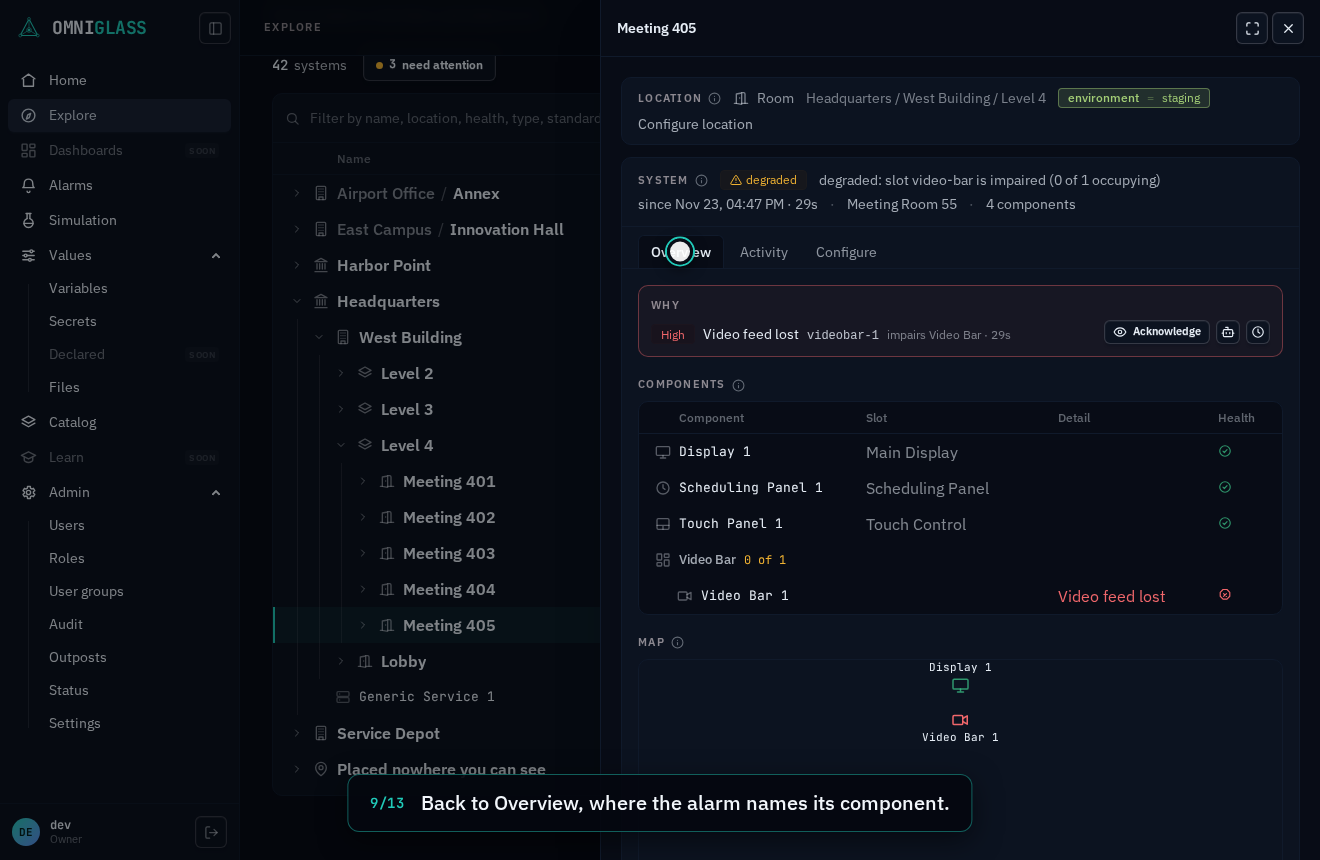 OMNIGLASS
Home
Explore
Dashboards SOON
Alarms
Simulation
Values
Variables
Secrets
Declared SOON
Files
Catalog
Learn SOON
Admin
Users
Roles
User groups
Audit
Outposts
Status
Settings
DE dev
Owner
EXPLORE
42 systems 3 need attention
Filter by name, location, health, type, standard
Name
Airport Office / Annex
East Campus / Innovation Hall
Harbor Point
Headquarters
West Building
Level 2
Level 3
Level 4
Meeting 401
Meeting 402
Meeting 403
Meeting 404
Meeting 405
Lobby
Generic Service 1
Service Depot
Placed nowhere you can see
Meeting 405
LOCATION Room Headquarters / West Building / Level 4 environment = staging
Configure location
SYSTEM degraded degraded: slot video-bar is impaired (0 of 1 occupying)
since Nov 23, 04:47 PM · 29s · Meeting Room 55 · 4 components
Overview Activity Configure
WHY
High Video feed lost videobar-1 impairs Video Bar · 29s Acknowledge
COMPONENTS
Component Slot Detail Health
Display 1 Main Display
Scheduling Panel 1 Scheduling Panel
Touch Panel 1 Touch Control
Video Bar 0 of 1
Video Bar 1 Video feed lost
MAP
Display 1
Video Bar 1
9/13 Back to Overview, where the alarm names its component.